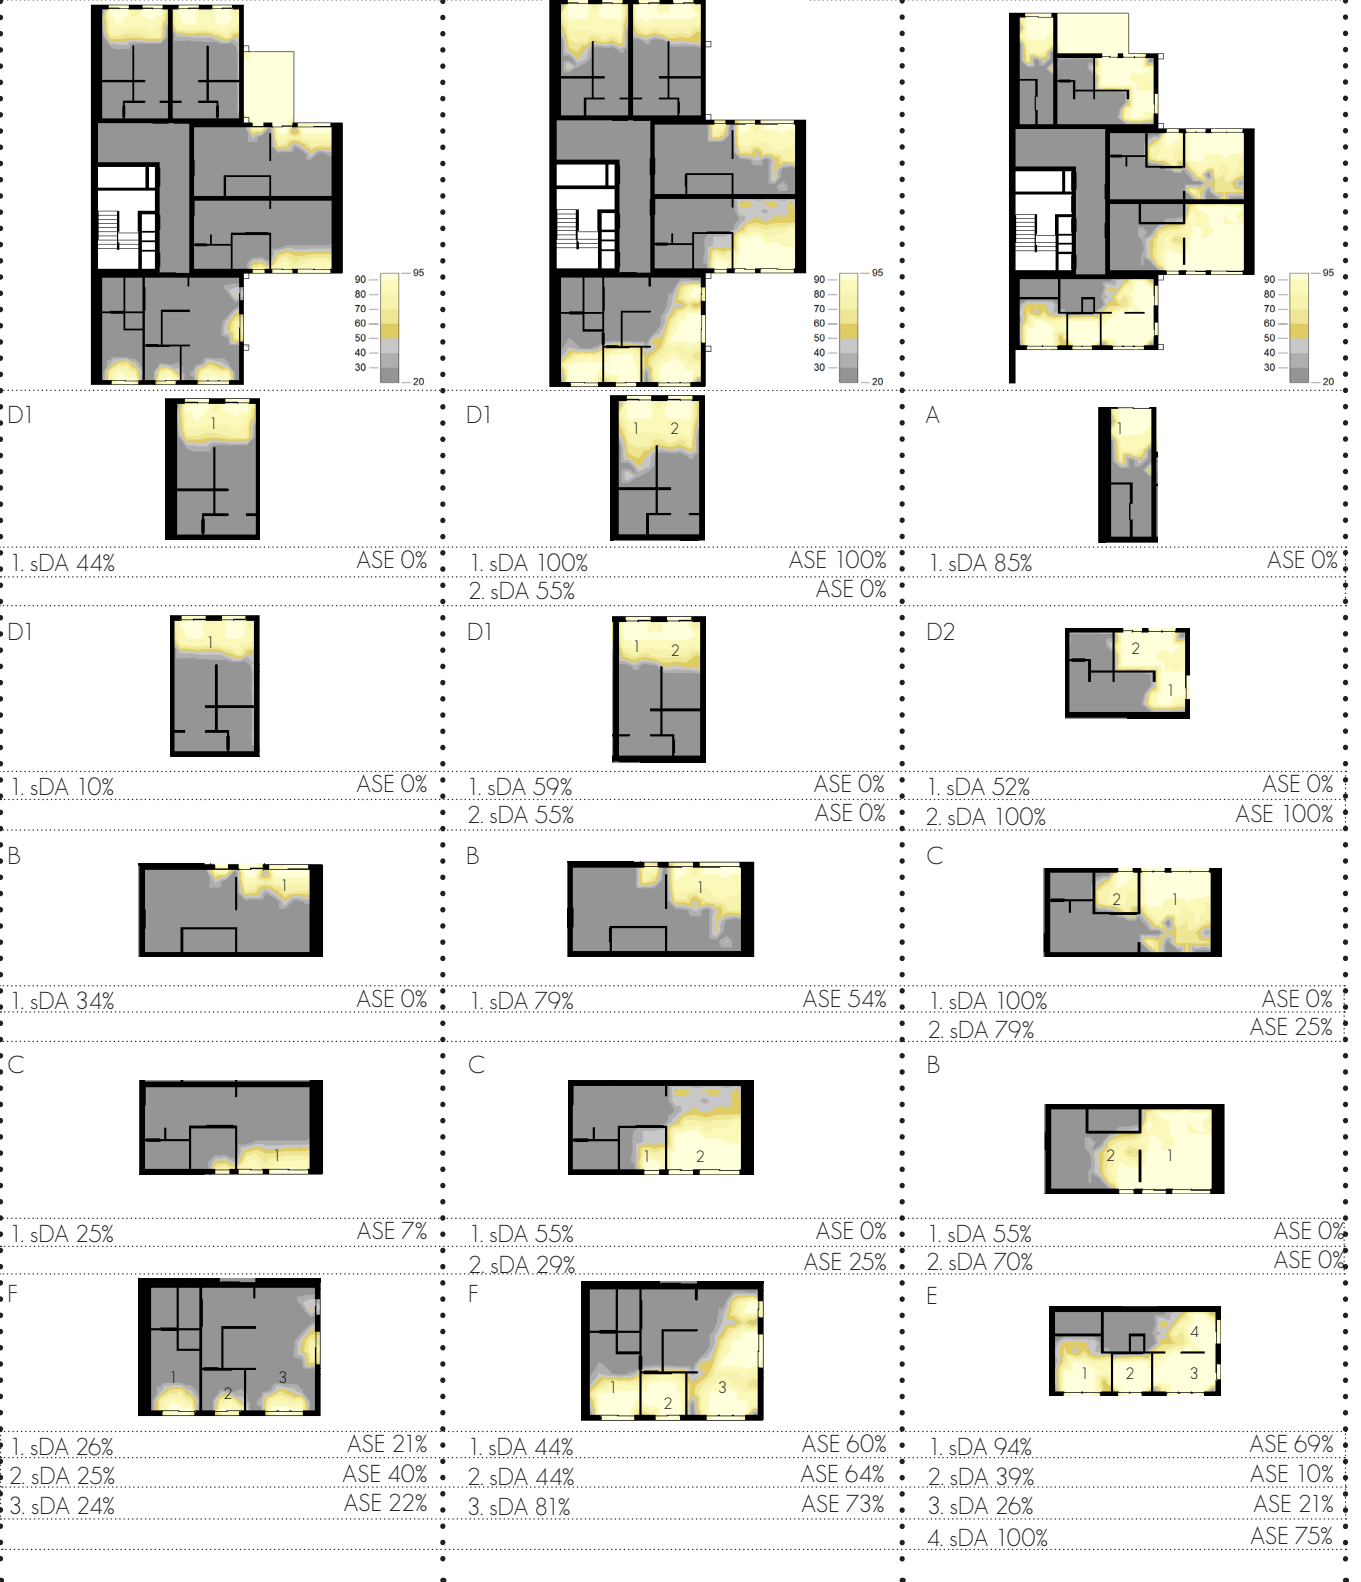 90 95
80
70
60
50
40
30 20
90 95
80
70
60
50
40
30 20
90 95
80
70
60
50
40
30 20
D1
1
1. sDA 44% ASE 0%
D1
1 2
1. sDA 100% ASE 100%
2. sDA 55% ASE 0%
A
1
1. sDA 85% ASE 0%
D1
1
1. sDA 10% ASE 0%
D1
1 2
1. sDA 59% ASE 0%
2. sDA 55% ASE 0%
D2
2
1
1. sDA 52% ASE 0%
2. sDA 100% ASE 100%
B
1
1. sDA 34% ASE 0%
B
1
1. sDA 79% ASE 54%
C
2 1
1. sDA 100% ASE 0%
2. sDA 79% ASE 25%
C
1
1. sDA 25% ASE 7%
C
1 2
1. sDA 55% ASE 0%
2. sDA 29% ASE 25%
B
2 1
1. sDA 55% ASE 0%
2. sDA 70% ASE 0%
F
1 2 3
1. sDA 26% ASE 21%
2. sDA 25% ASE 40%
3. sDA 24% ASE 22%
F
1 2 3
1. sDA 44% ASE 60%
2. sDA 44% ASE 64%
3. sDA 81% ASE 73%
E
4
1 2 3
1. sDA 94% ASE 69%
2. sDA 39% ASE 10%
3. sDA 26% ASE 21%
4. sDA 100% ASE 75%